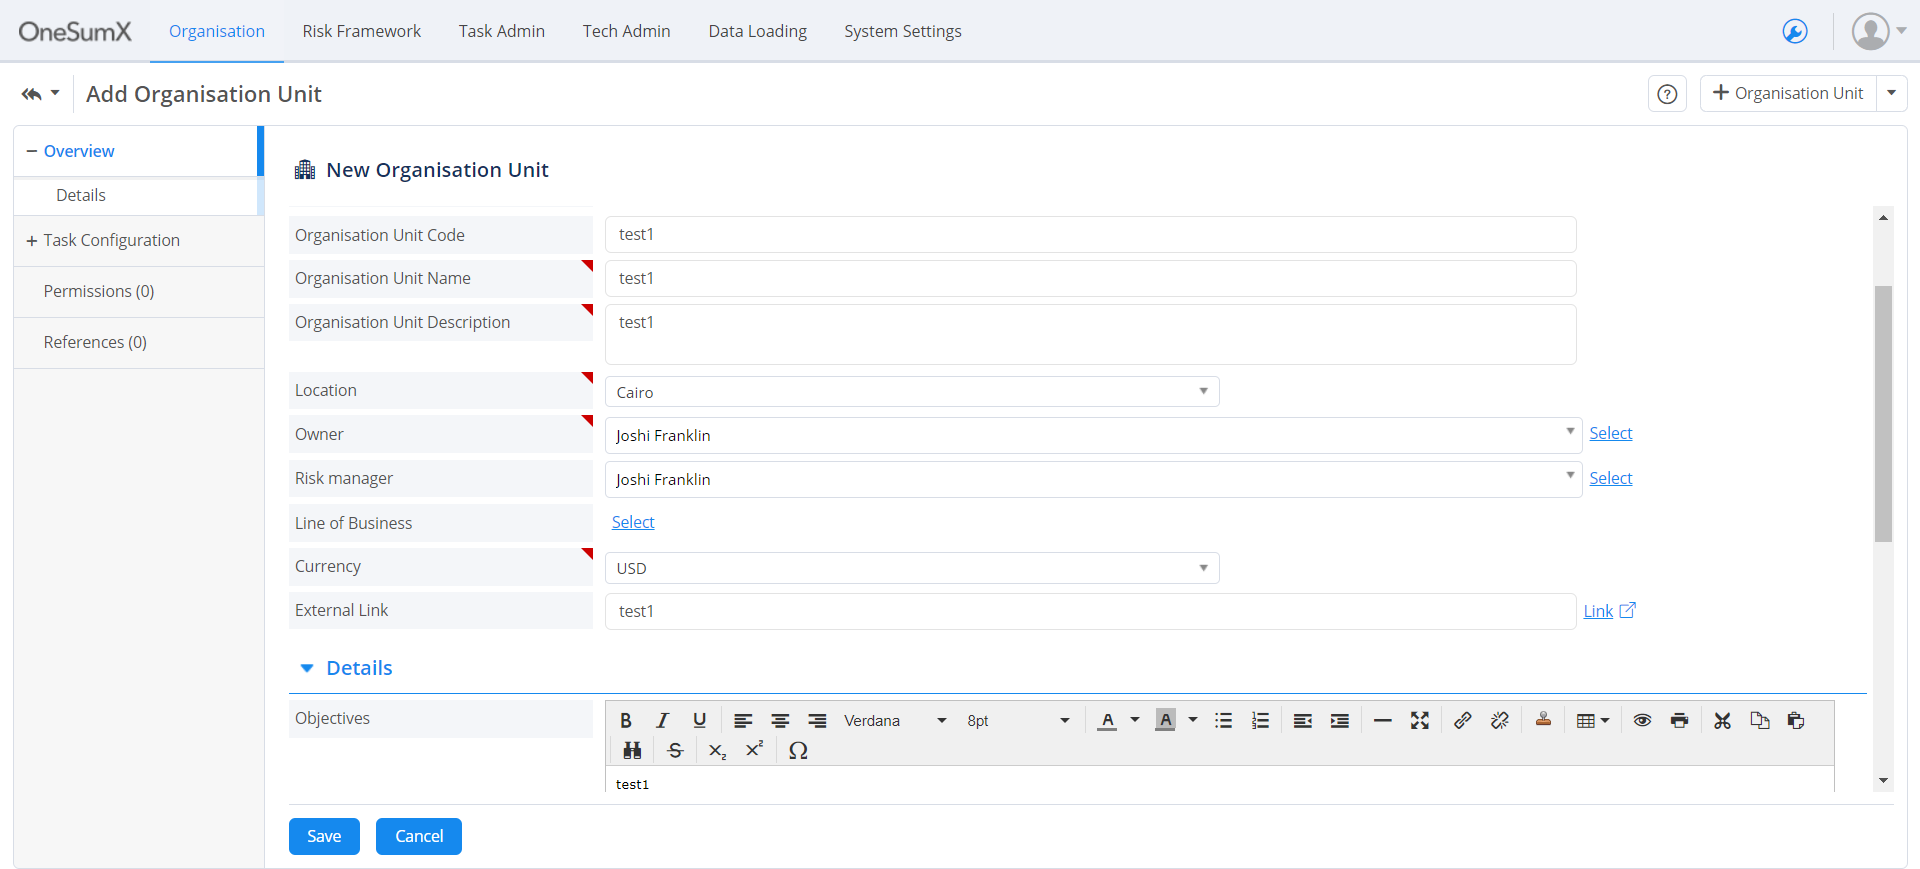 OneSumX Organisation Risk Framework Task Admin Tech Admin Data Loading System Settings
Add Organisation Unit
Organisation Unit
Overview
Details
Task Configuration
Permissions (0)
References (0)
New Organisation Unit
Organisation Unit Code test1
Organisation Unit Name test1
Organisation Unit Description test1
Location Cairo
Owner Joshi Franklin Select
Risk manager Joshi Franklin Select
Line of Business Select
Currency USD
External Link test1 Link
Details
Objectives
Verdana 8pt
test1
Save Cancel